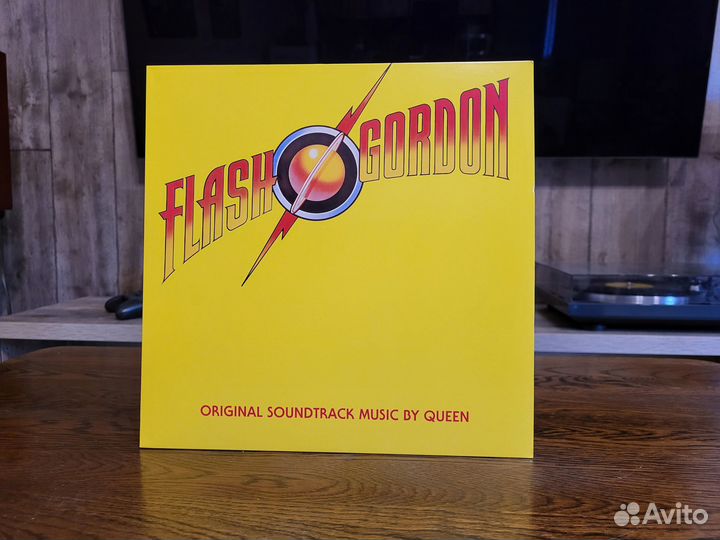 FLASH GORDON
ORIGINAL SOUNDTRACK MUSIC BY QUEEN
Avito